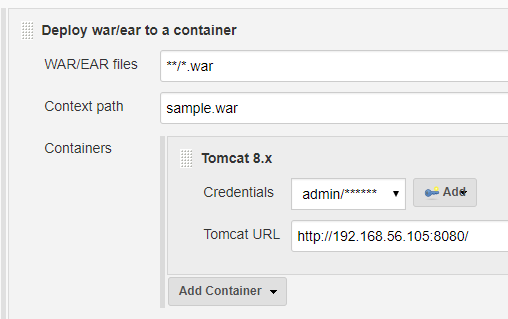 Deploy war/ear to a container
WAR/EAR files **/*.war
Context path sample.war
Containers
Tomcat 8.x
Credentials admin/****** Add
Tomcat URL http://192.168.56.105:8080/
Add Container